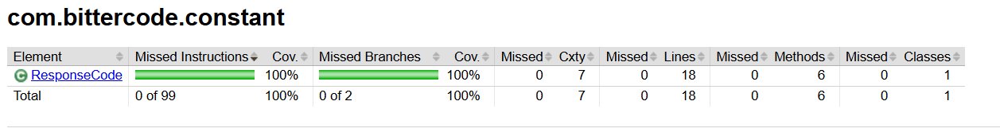 com.bittercode.constant
Element Missed Instructions Cov. Missed Branches Cov. Missed Cxty Missed Lines Missed Methods Missed Classes
C ResponseCode 100% 100% 0 7 0 18 0 6 0 1
Total 0 of 99 100% 0 of 2 100% 0 7 0 18 0 6 0 1